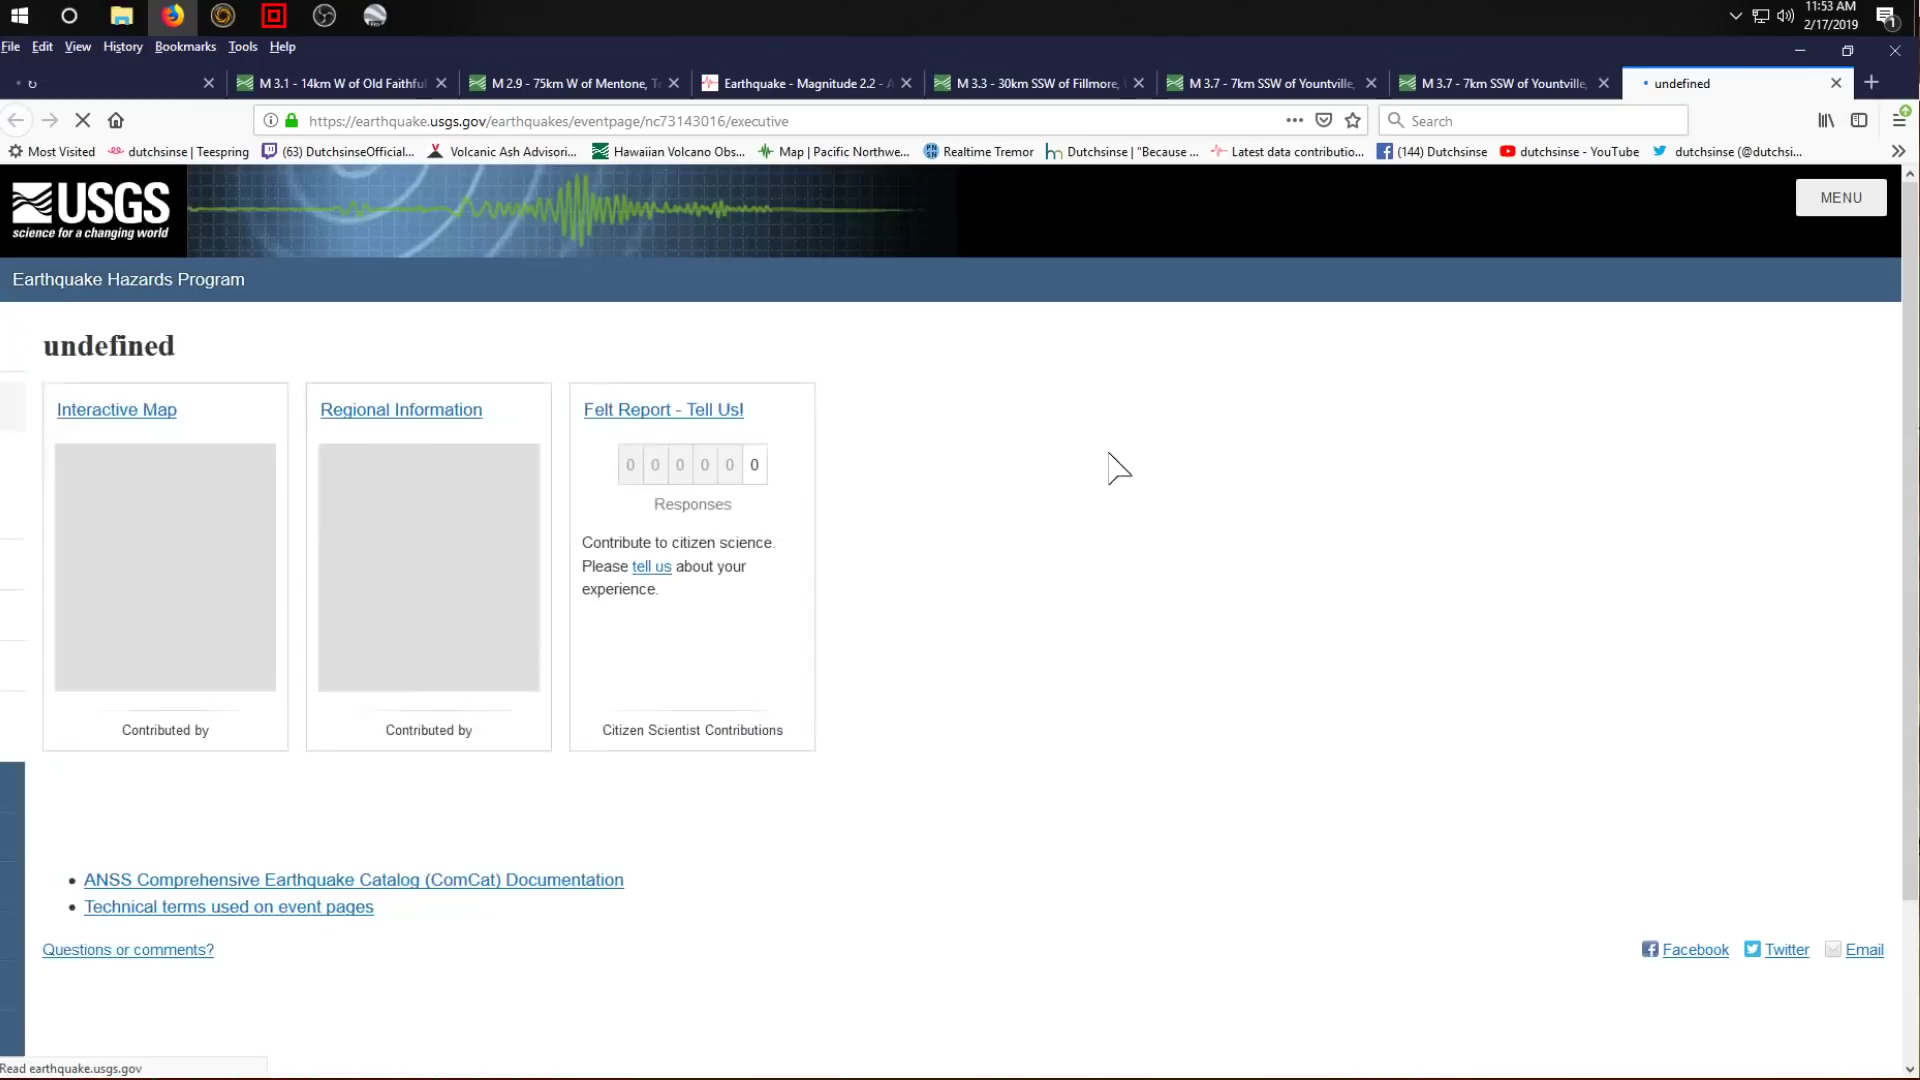 11:53 AM
2/17/2019
1
File Edit View History Bookmarks Tools Help
M 3.1 - 14km W of Old Faithful
M 2.9 - 75km W of Mentone, Te
Earthquake - Magnitude 2.2 - A
M 3.3 - 30km SSW of Fillmore,
M 3.7 - 7km SSW of Yountville,
M 3.7 - 7km SSW of Yountville,
undefined
https://earthquake.usgs.gov/earthquakes/eventpage/nc73143016/executive
Search
Most Visited
dutchsinse | Teespring
(63) DutchsinseOfficial...
Volcanic Ash Advisori...
Hawaiian Volcano Obs...
Map | Pacific Northwe...
Realtime Tremor
Dutchsinse | "Because ...
Latest data contributio...
(144) Dutchsinse
dutchsinse - YouTube
dutchsinse (@dutchsi...
USGS
science for a changing world
MENU
Earthquake Hazards Program
undefined
Interactive Map
Contributed by
Regional Information
Contributed by
Felt Report - Tell Us!
0 0 0 0 0 0
Responses
Contribute to citizen science.
Please tell us about your
experience.
Citizen Scientist Contributions
ANSS Comprehensive Earthquake Catalog (ComCat) Documentation
Technical terms used on event pages
Questions or comments?
Facebook Twitter Email
Read earthquake.usgs.gov